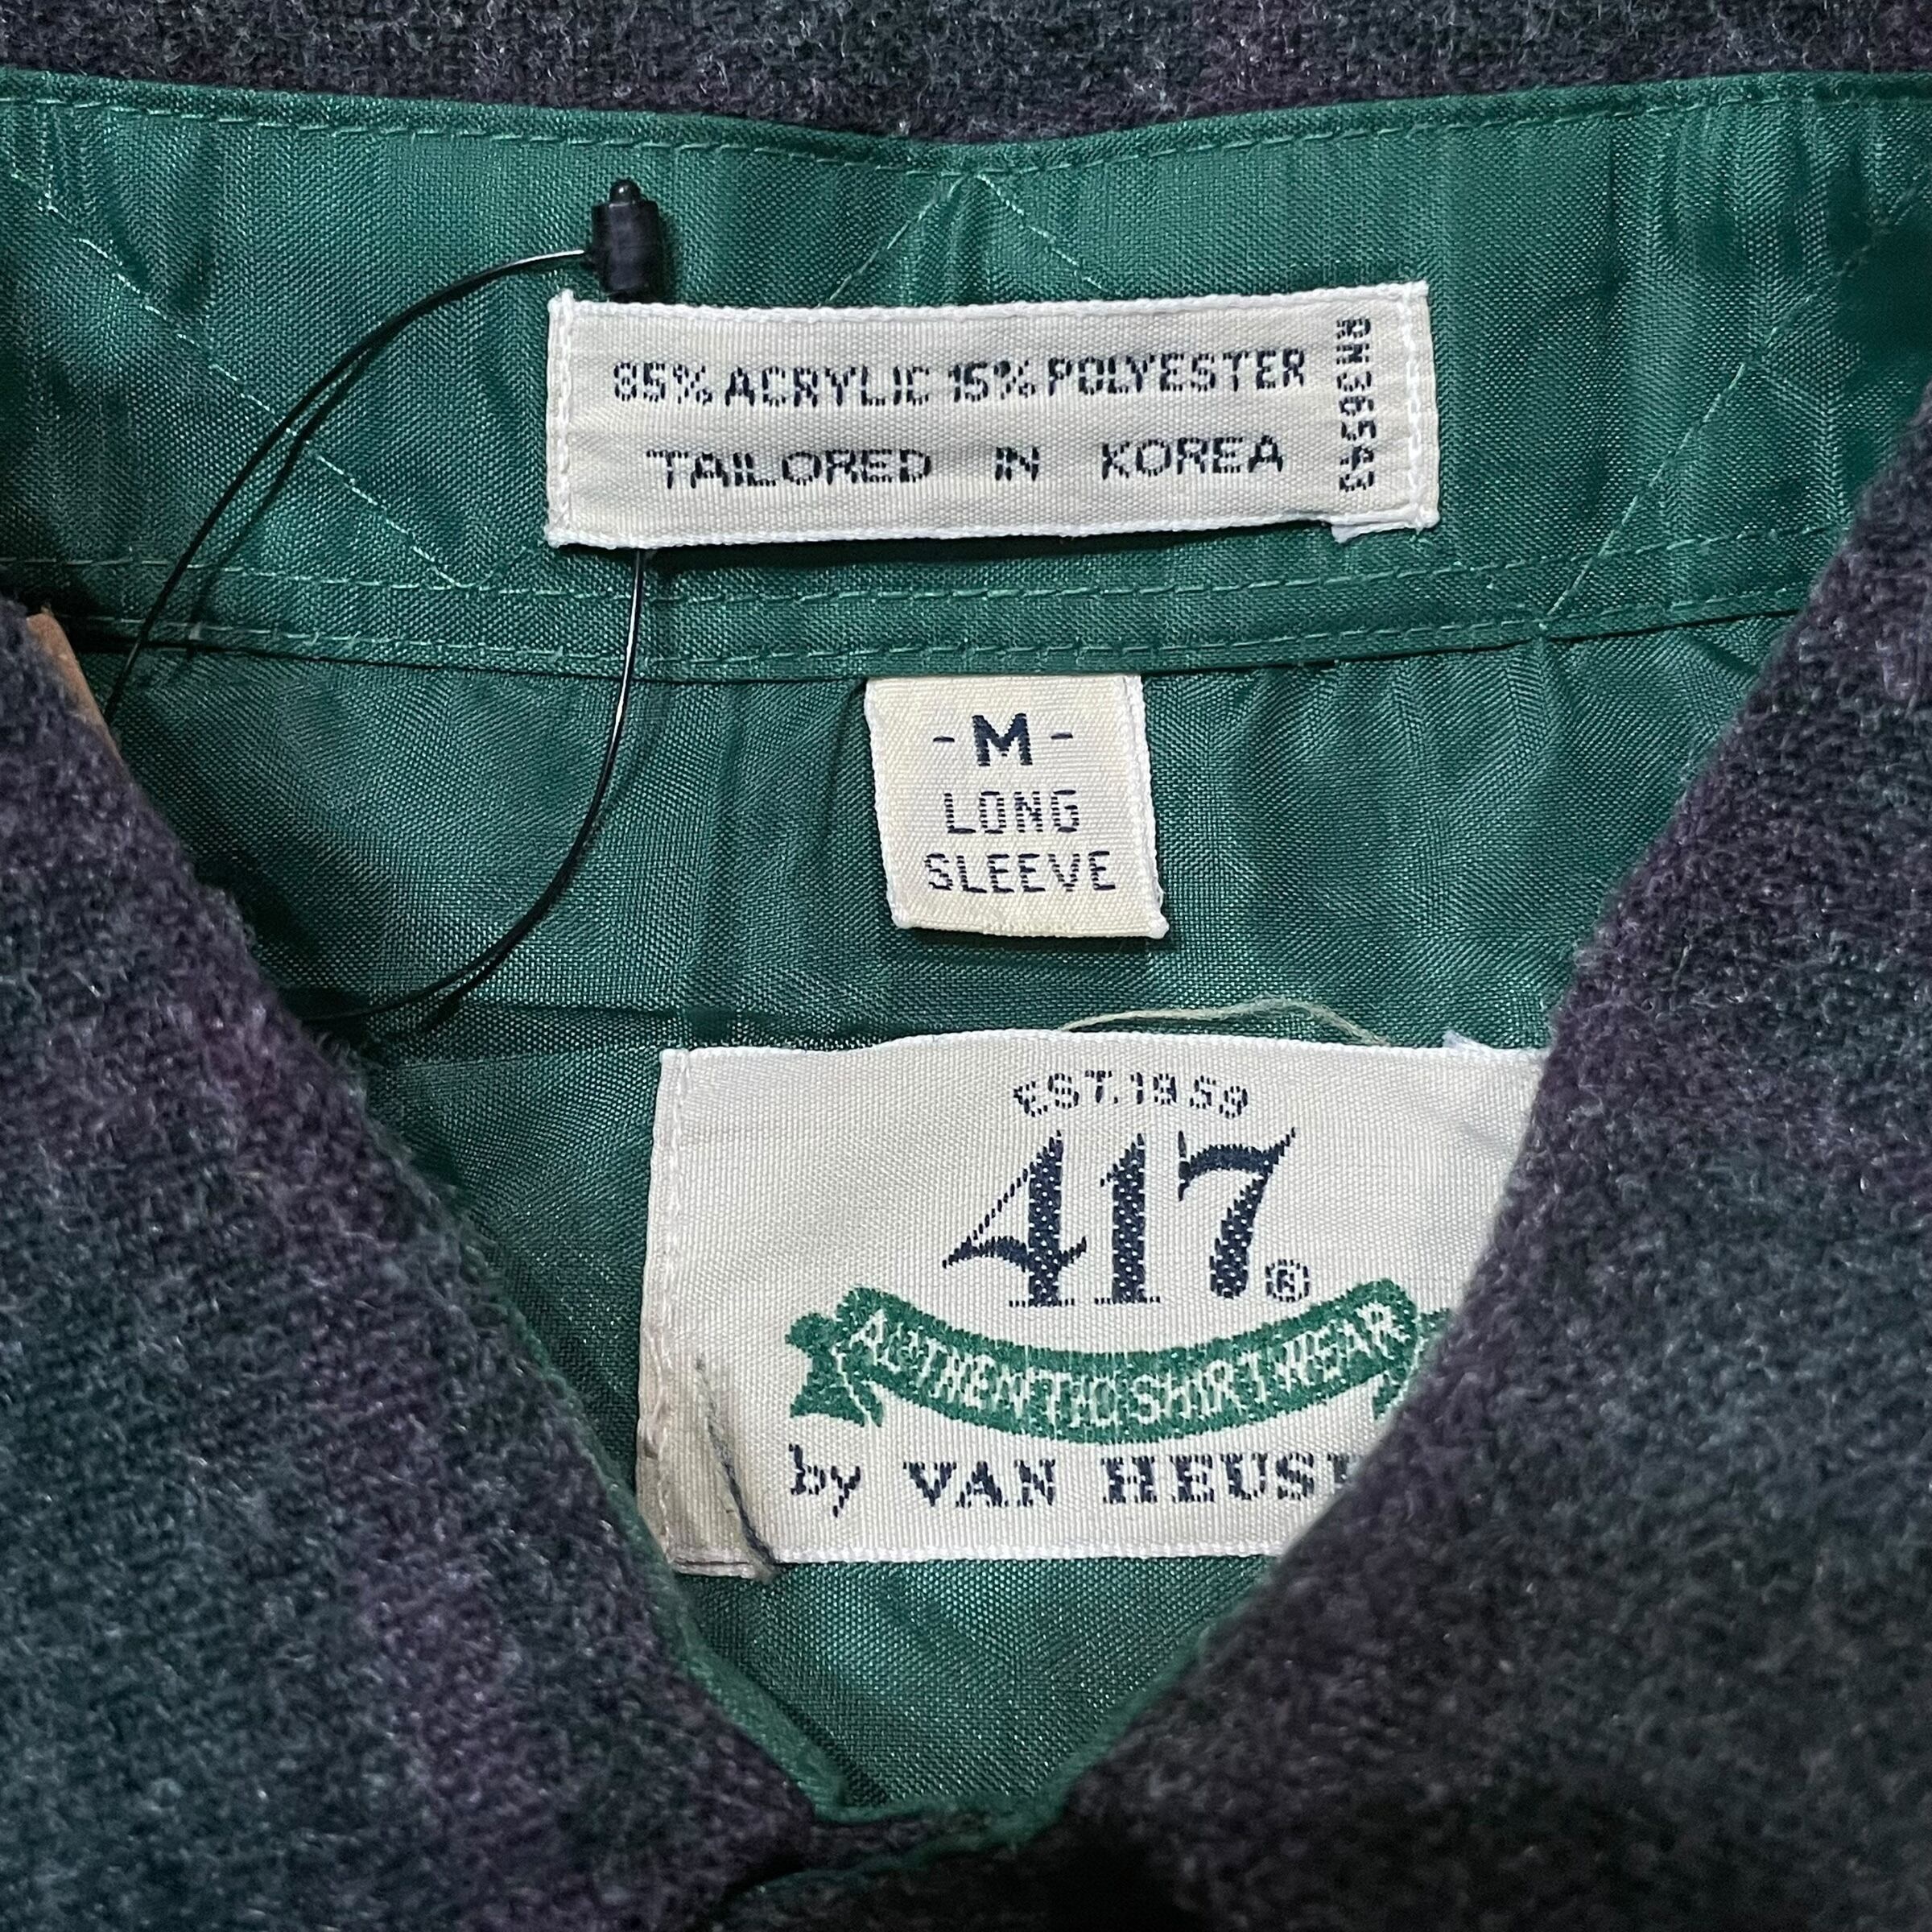 85% ACRYLIC 15% POLYESTER
TAILORED IN KOREA
RN36543
- M -
LONG
SLEEVE
EST. 1959
417®
AUTHENTIC SHIRTWEAR
by VAN HEUS